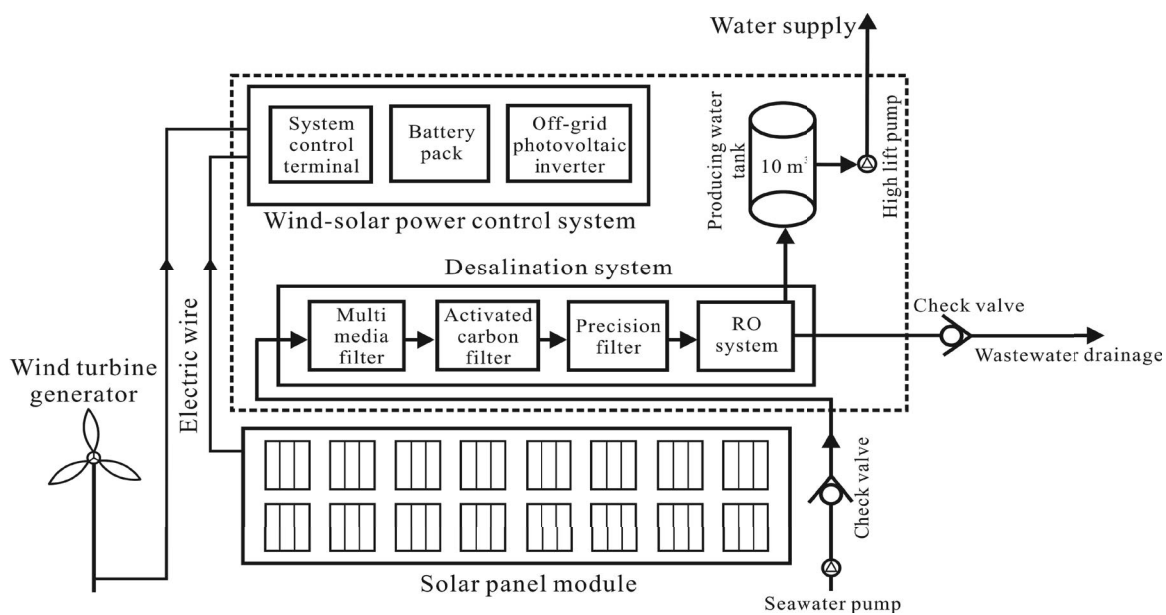 Water supply
System
control
terminal
Battery
pack
Off-grid
photovoltaic
inverter
Wind-solar power control system
Producing water
tank
10 m³
High lift pump
Desalination system
Multi
media
filter
Activated
carbon
filter
Precision
filter
RO
system
Check valve
Wastewater drainage
Wind turbine
generator
Electric wire
Check valve
Solar panel module
Seawater pump